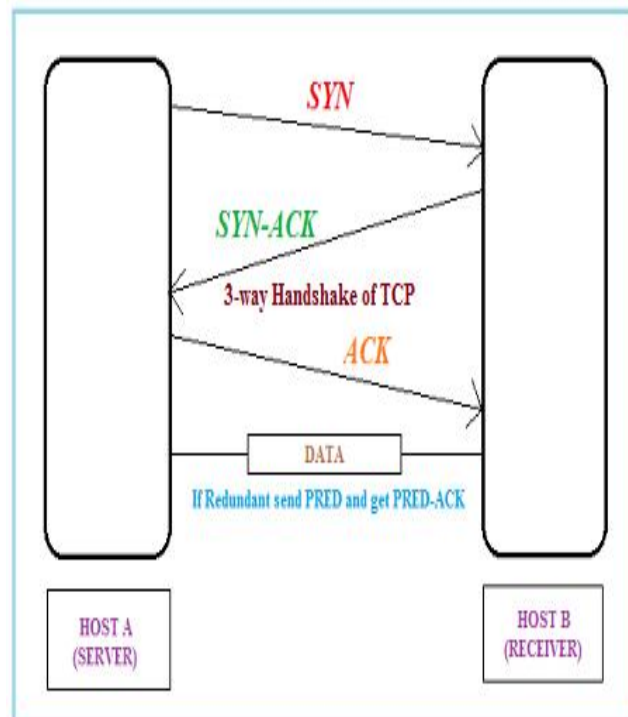 SYN
SYN-ACK
3-way Handshake of TCP
ACK
DATA
If Redundant send PRED and get PRED-ACK
HOST A
(SERVER)
HOST B
(RECEIVER)